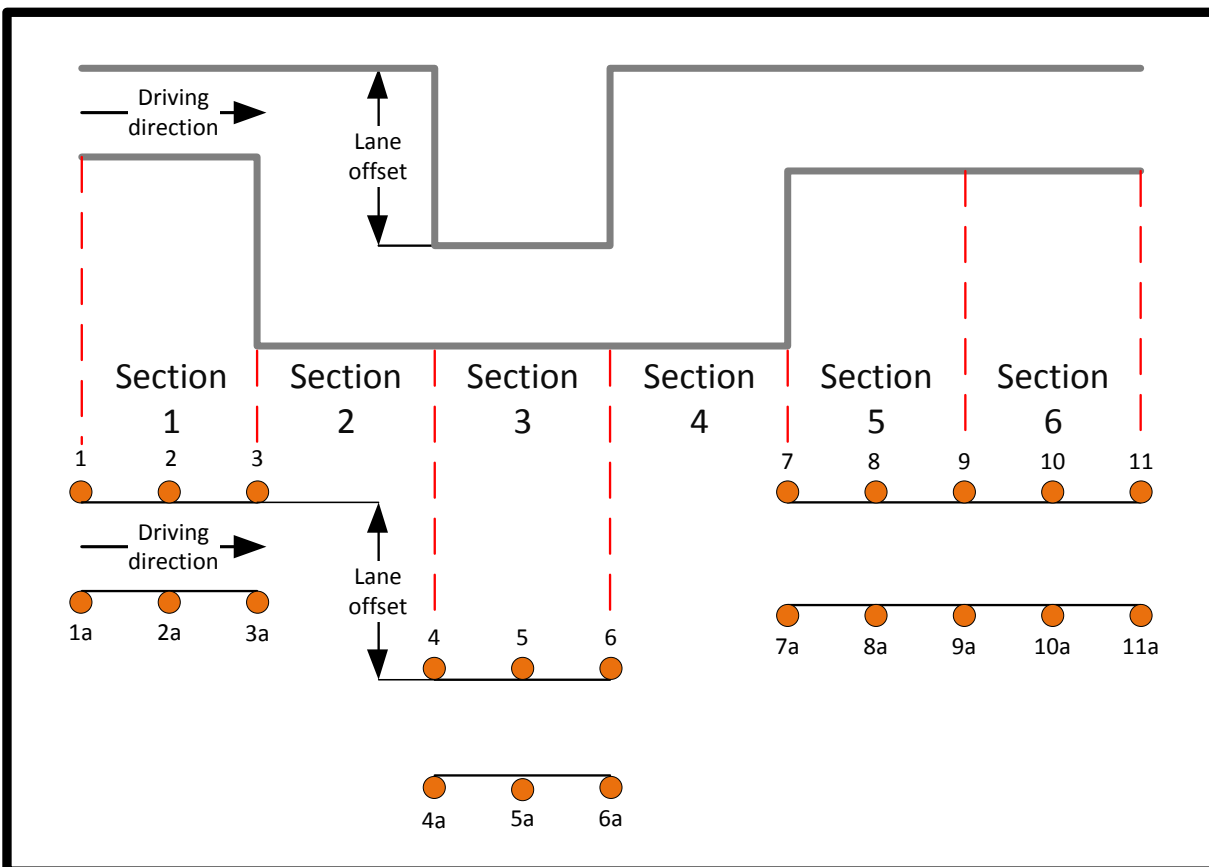 Driving
direction
Lane
offset
Section
1
Section
2
Section
3
Section
4
Section
5
Section
6
1 2 3
7 8 9 10 11
Driving
direction
Lane
offset
1a 2a 3a
4 5 6
7a 8a 9a 10a 11a
4a 5a 6a